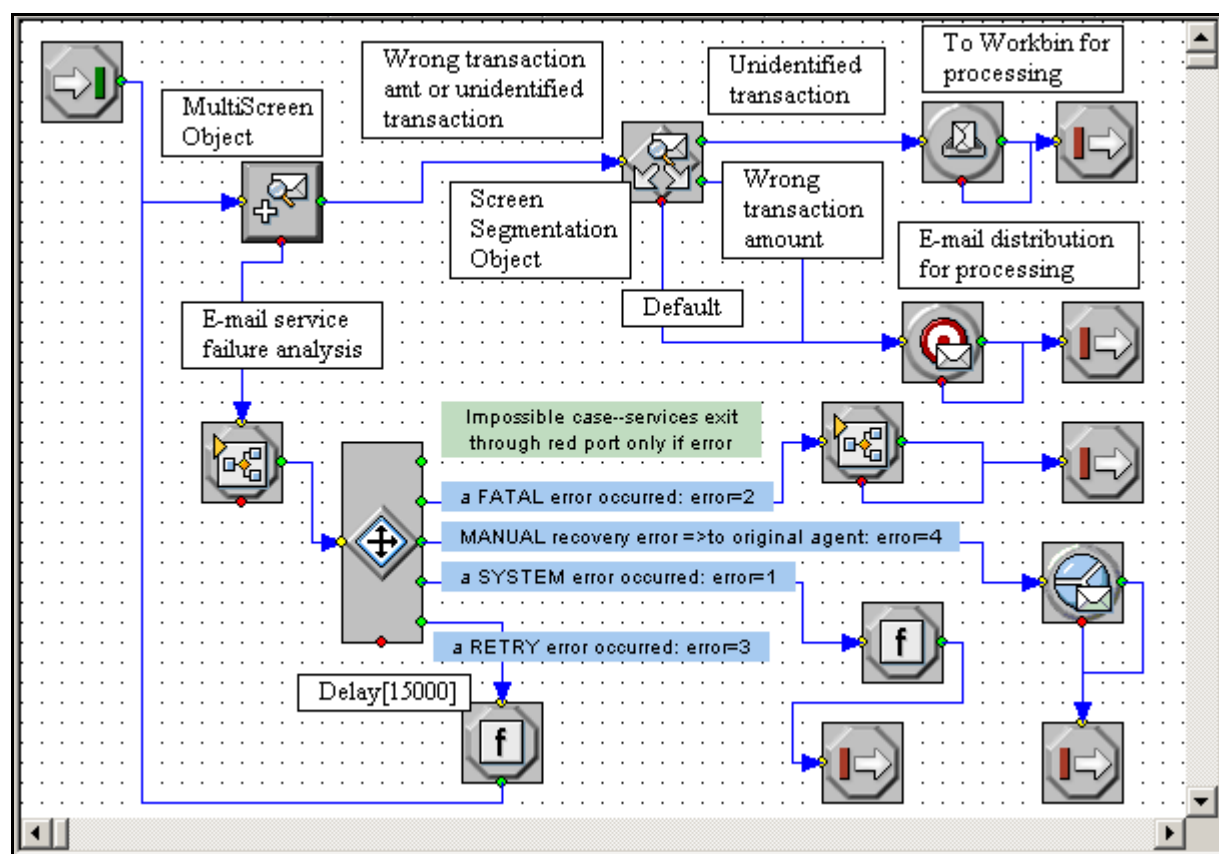 MultiScreen
Object
Wrong transaction
amt or unidentified
transaction
Unidentified
transaction
To Workbin for
processing
Screen
Segmentation
Object
Wrong
transaction
amount
E-mail distribution
for processing
Default
E-mail service
failure analysis
Impossible case--services exit
through red port only if error
a FATAL error occurred: error=2
MANUAL recovery error =>to original agent: error=4
a SYSTEM error occurred: error=1
f
a RETRY error occurred: error=3
Delay[15000]
f